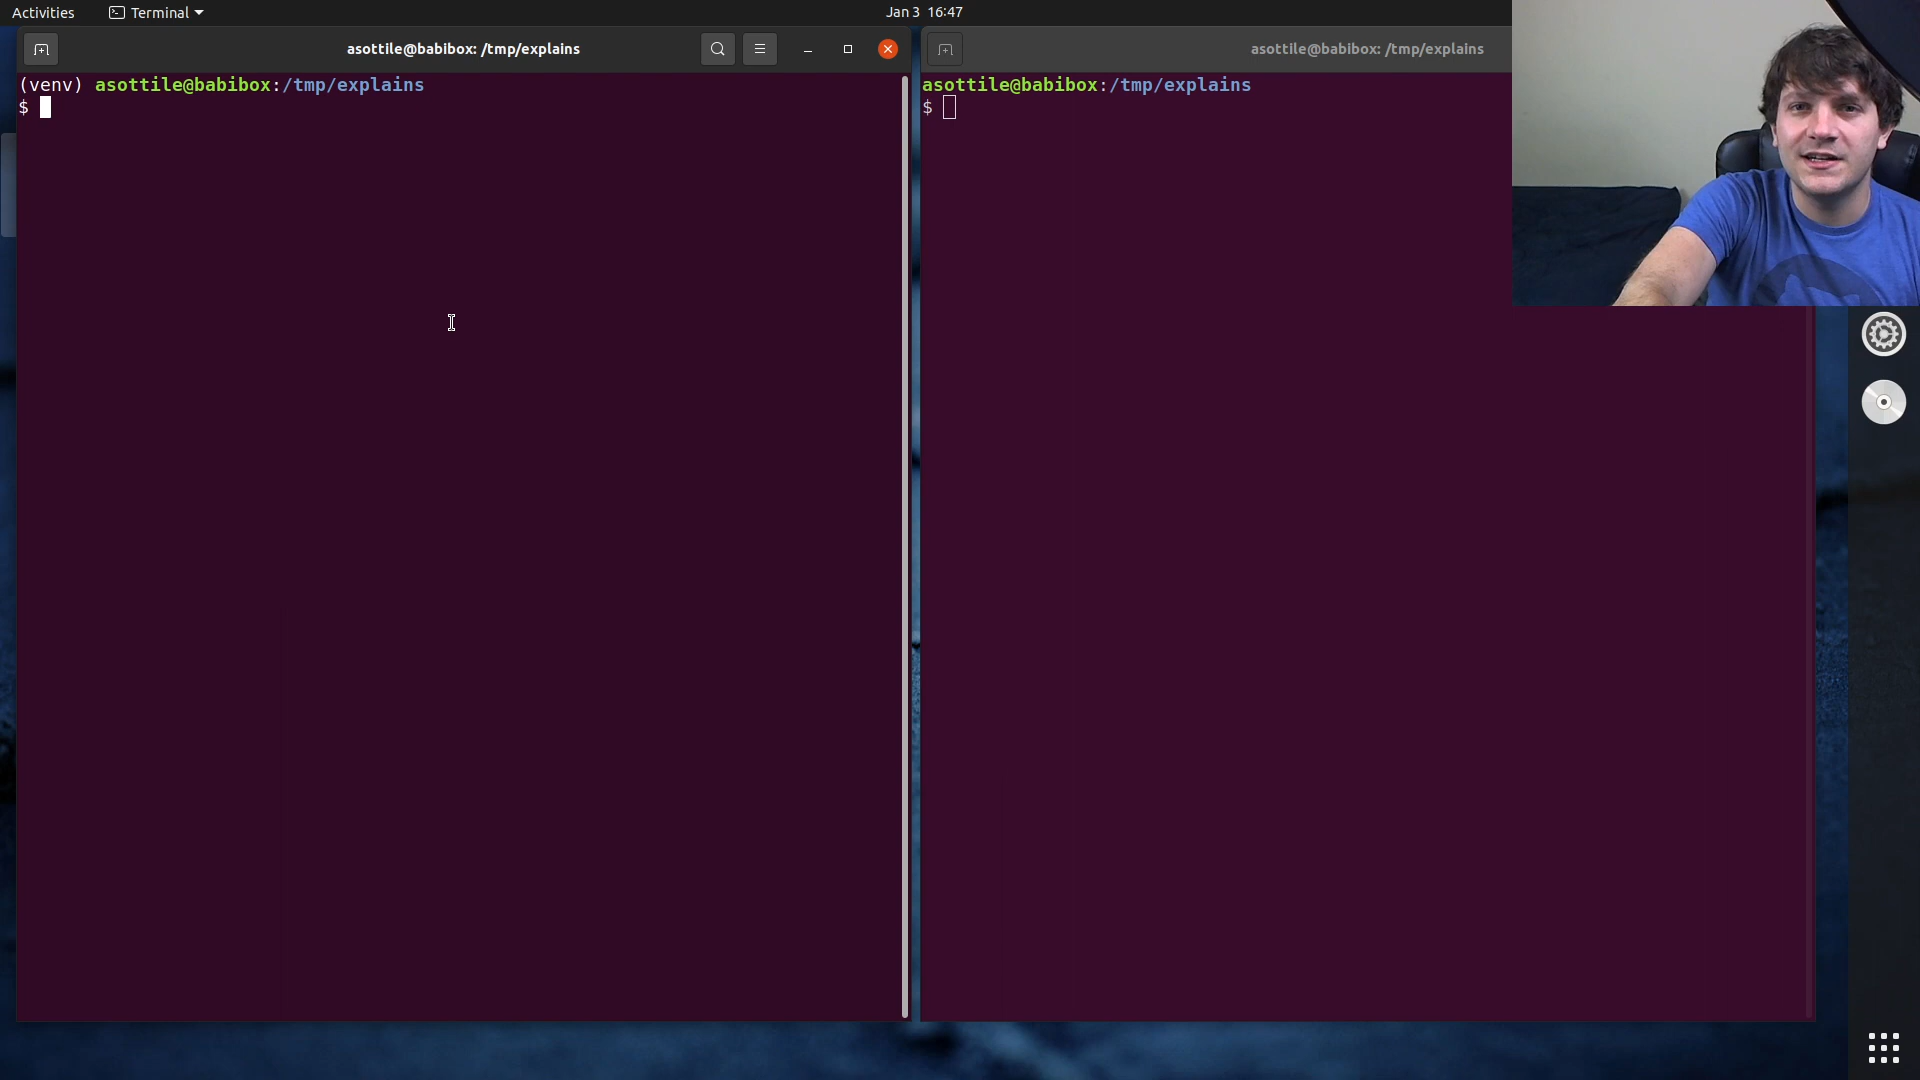 Activities Terminal Jan 3 16:47
asottile@babibox: /tmp/explains
asottile@babibox: /tmp/explains
(venv) asottile@babibox:/tmp/explains
$
asottile@babibox:/tmp/explains
$